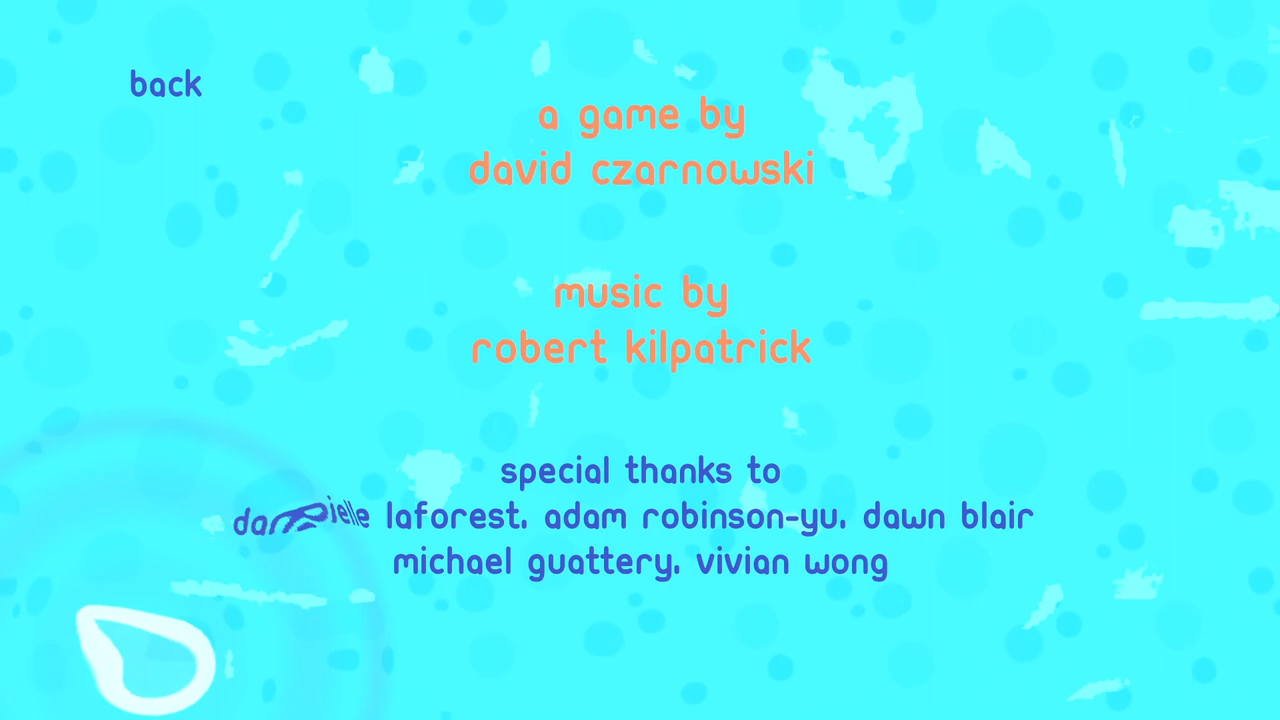 back
a game by
david czarnowski
music by
robert kilpatrick
special thanks to
laforest, adam robinson-yu, dawn blair
michael guattery, vivian wong